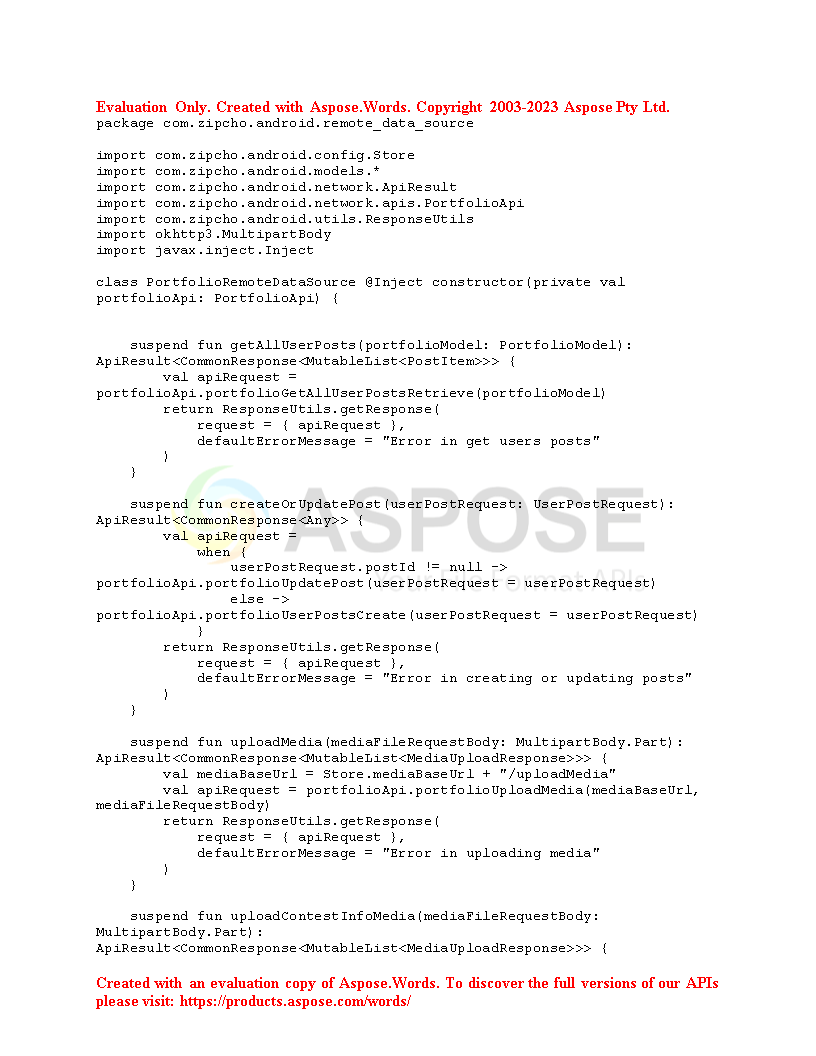 Evaluation Only. Created with Aspose.Words. Copyright 2003-2023 Aspose Pty Ltd.
package com.zipcho.android.remote_data_source

import com.zipcho.android.config.Store
import com.zipcho.android.models.*
import com.zipcho.android.network.ApiResult
import com.zipcho.android.network.apis.PortfolioApi
import com.zipcho.android.utils.ResponseUtils
import okhttp3.MultipartBody
import javax.inject.Inject

class PortfolioRemoteDataSource @Inject constructor(private val
portfolioApi: PortfolioApi) {


    suspend fun getAllUserPosts(portfolioModel: PortfolioModel):
ApiResult<CommonResponse<MutableList<PostItem>>> {
        val apiRequest =
portfolioApi.portfolioGetAllUserPostsRetrieve(portfolioModel)
        return ResponseUtils.getResponse(
            request = { apiRequest },
            defaultErrorMessage = "Error in get users posts"
        )
    }

    suspend fun createOrUpdatePost(userPostRequest: UserPostRequest):
ApiResult<CommonResponse<Any>> {
        val apiRequest =
            when {
                userPostRequest.postId != null ->
portfolioApi.portfolioUpdatePost(userPostRequest = userPostRequest)
                else ->
portfolioApi.portfolioUserPostsCreate(userPostRequest = userPostRequest)
            }
        return ResponseUtils.getResponse(
            request = { apiRequest },
            defaultErrorMessage = "Error in creating or updating posts"
        )
    }

    suspend fun uploadMedia(mediaFileRequestBody: MultipartBody.Part):
ApiResult<CommonResponse<MutableList<MediaUploadResponse>>> {
        val mediaBaseUrl = Store.mediaBaseUrl + "/uploadMedia"
        val apiRequest = portfolioApi.portfolioUploadMedia(mediaBaseUrl,
mediaFileRequestBody)
        return ResponseUtils.getResponse(
            request = { apiRequest },
            defaultErrorMessage = "Error in uploading media"
        )
    }

    suspend fun uploadContestInfoMedia(mediaFileRequestBody:
MultipartBody.Part):
ApiResult<CommonResponse<MutableList<MediaUploadResponse>>> {

ASPOSE
Created with an evaluation copy of Aspose.Words. To discover the full versions of our APIs
please visit: https://products.aspose.com/words/